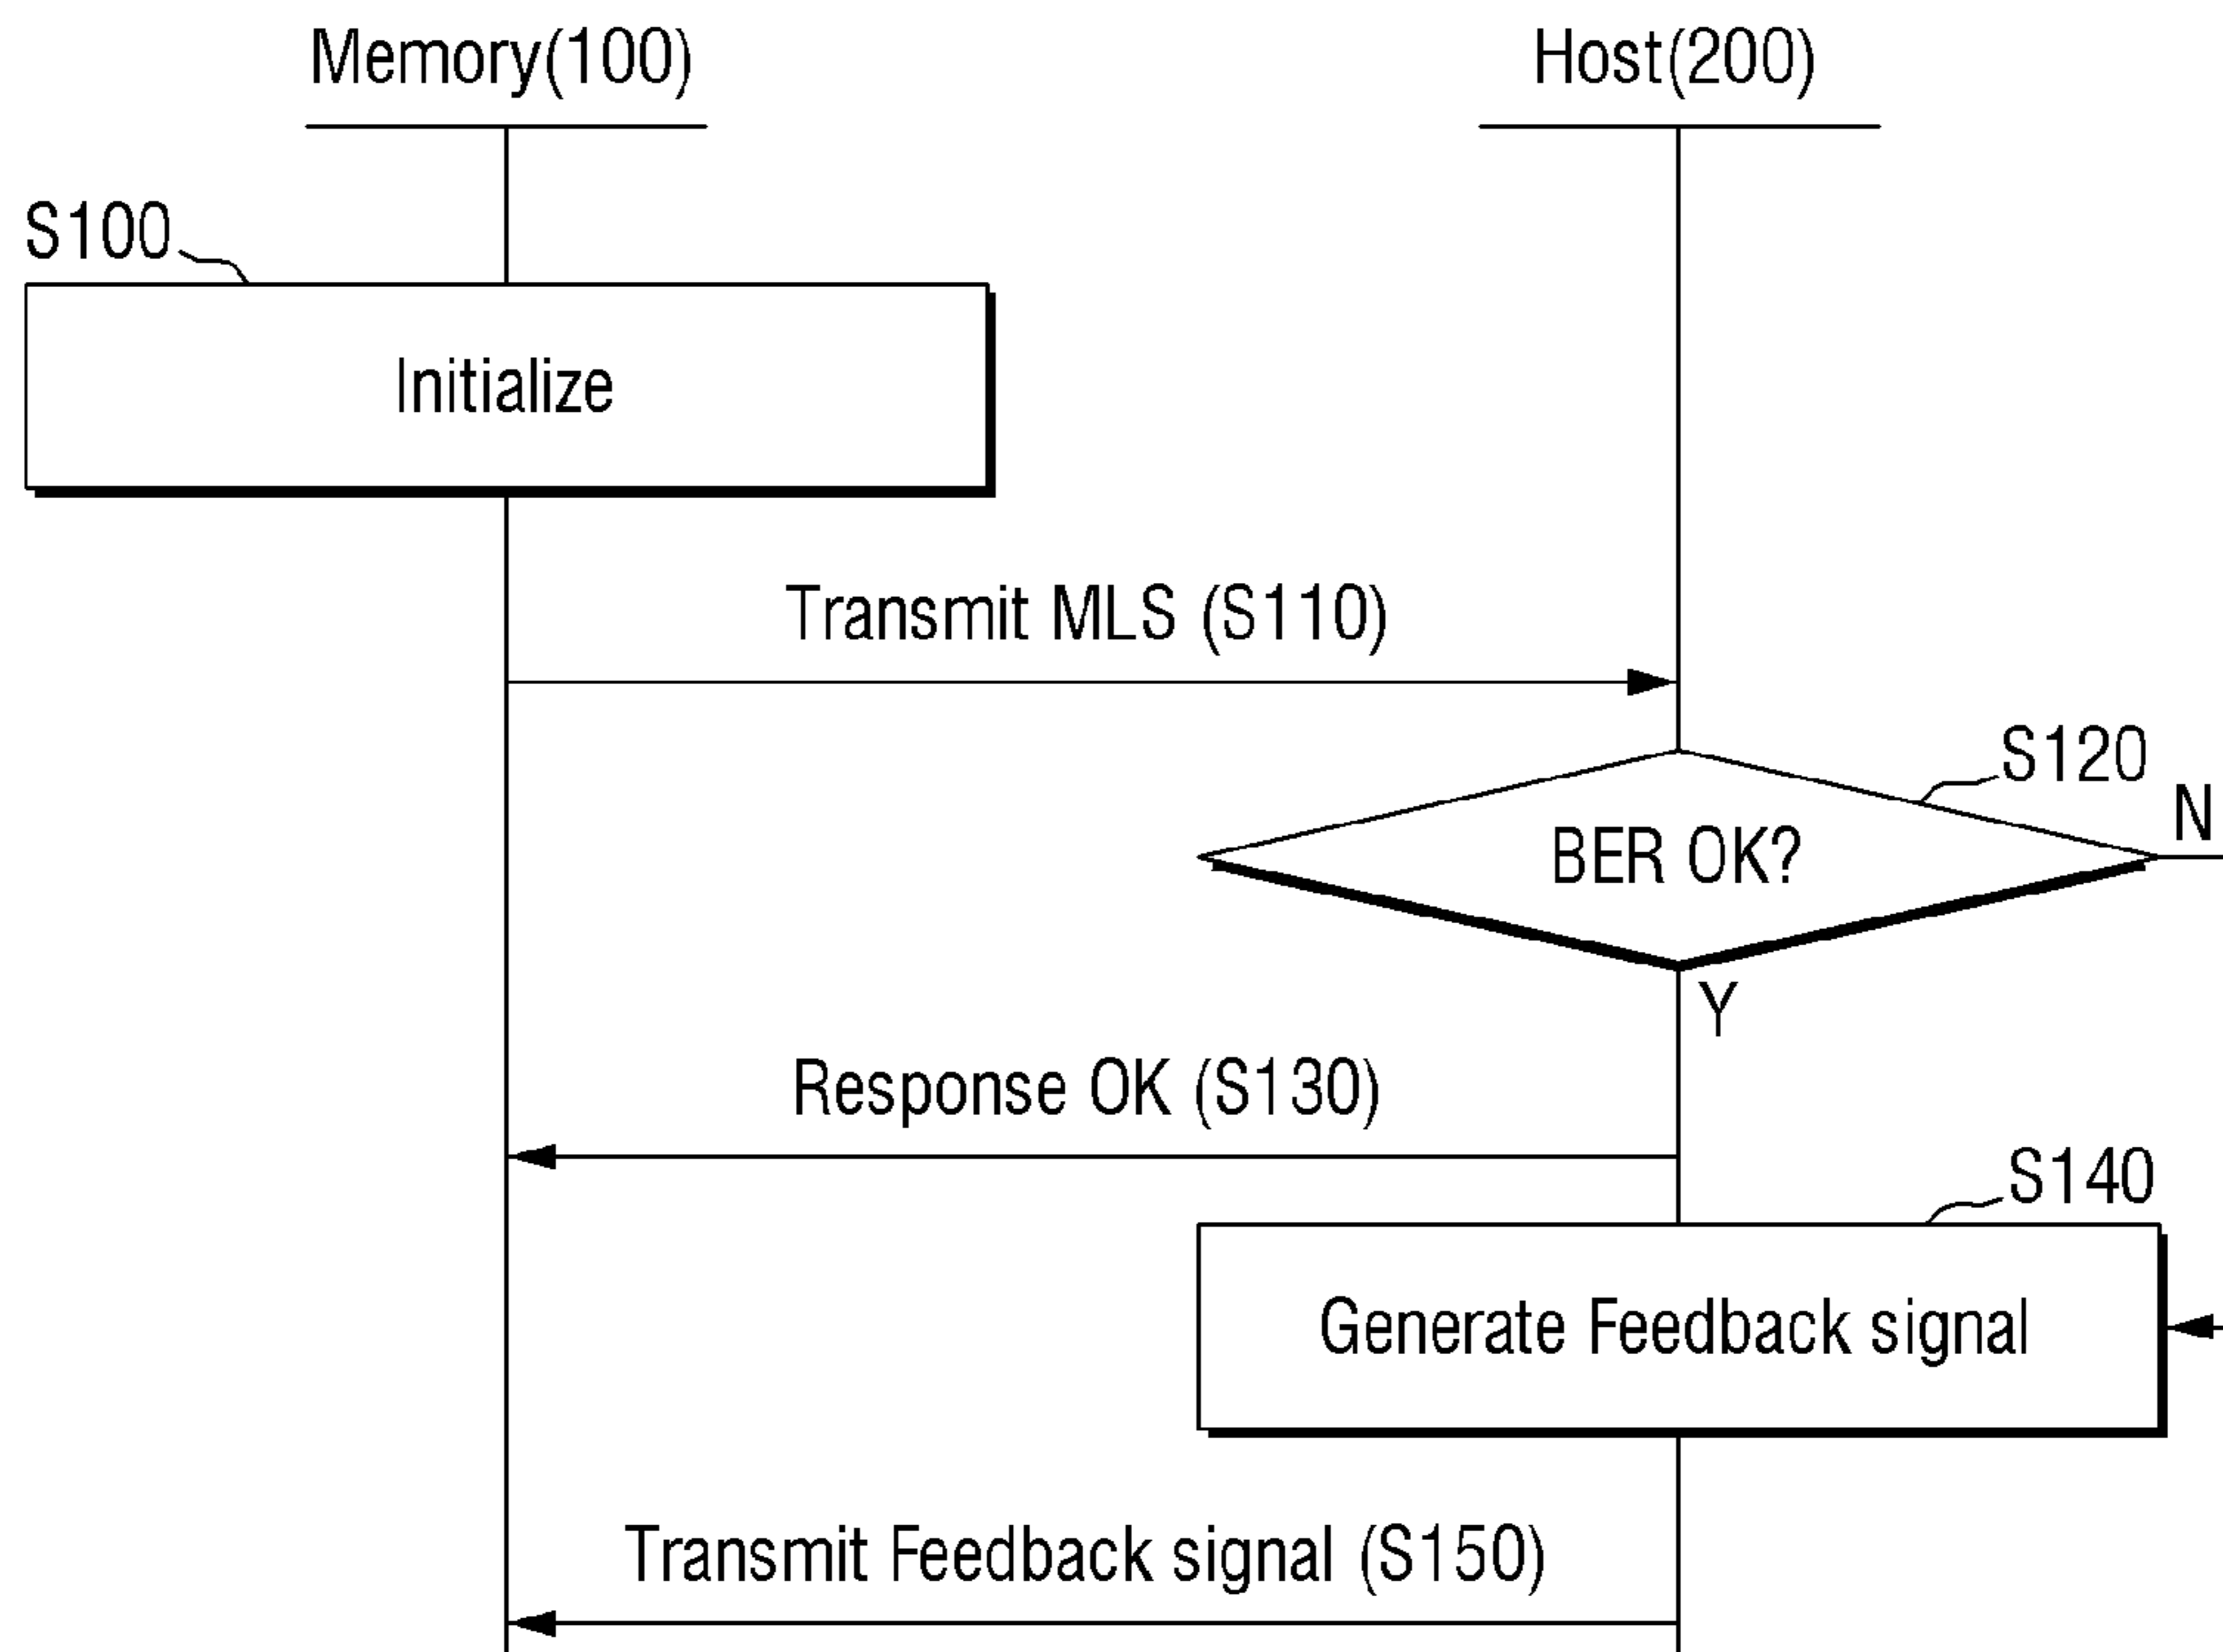 Memory(100)
Host(200)
S100
Initialize
Transmit MLS (S110)
S120
N
BER OK?
Y
Response OK (S130)
S140
Generate Feedback signal
Transmit Feedback signal (S150)